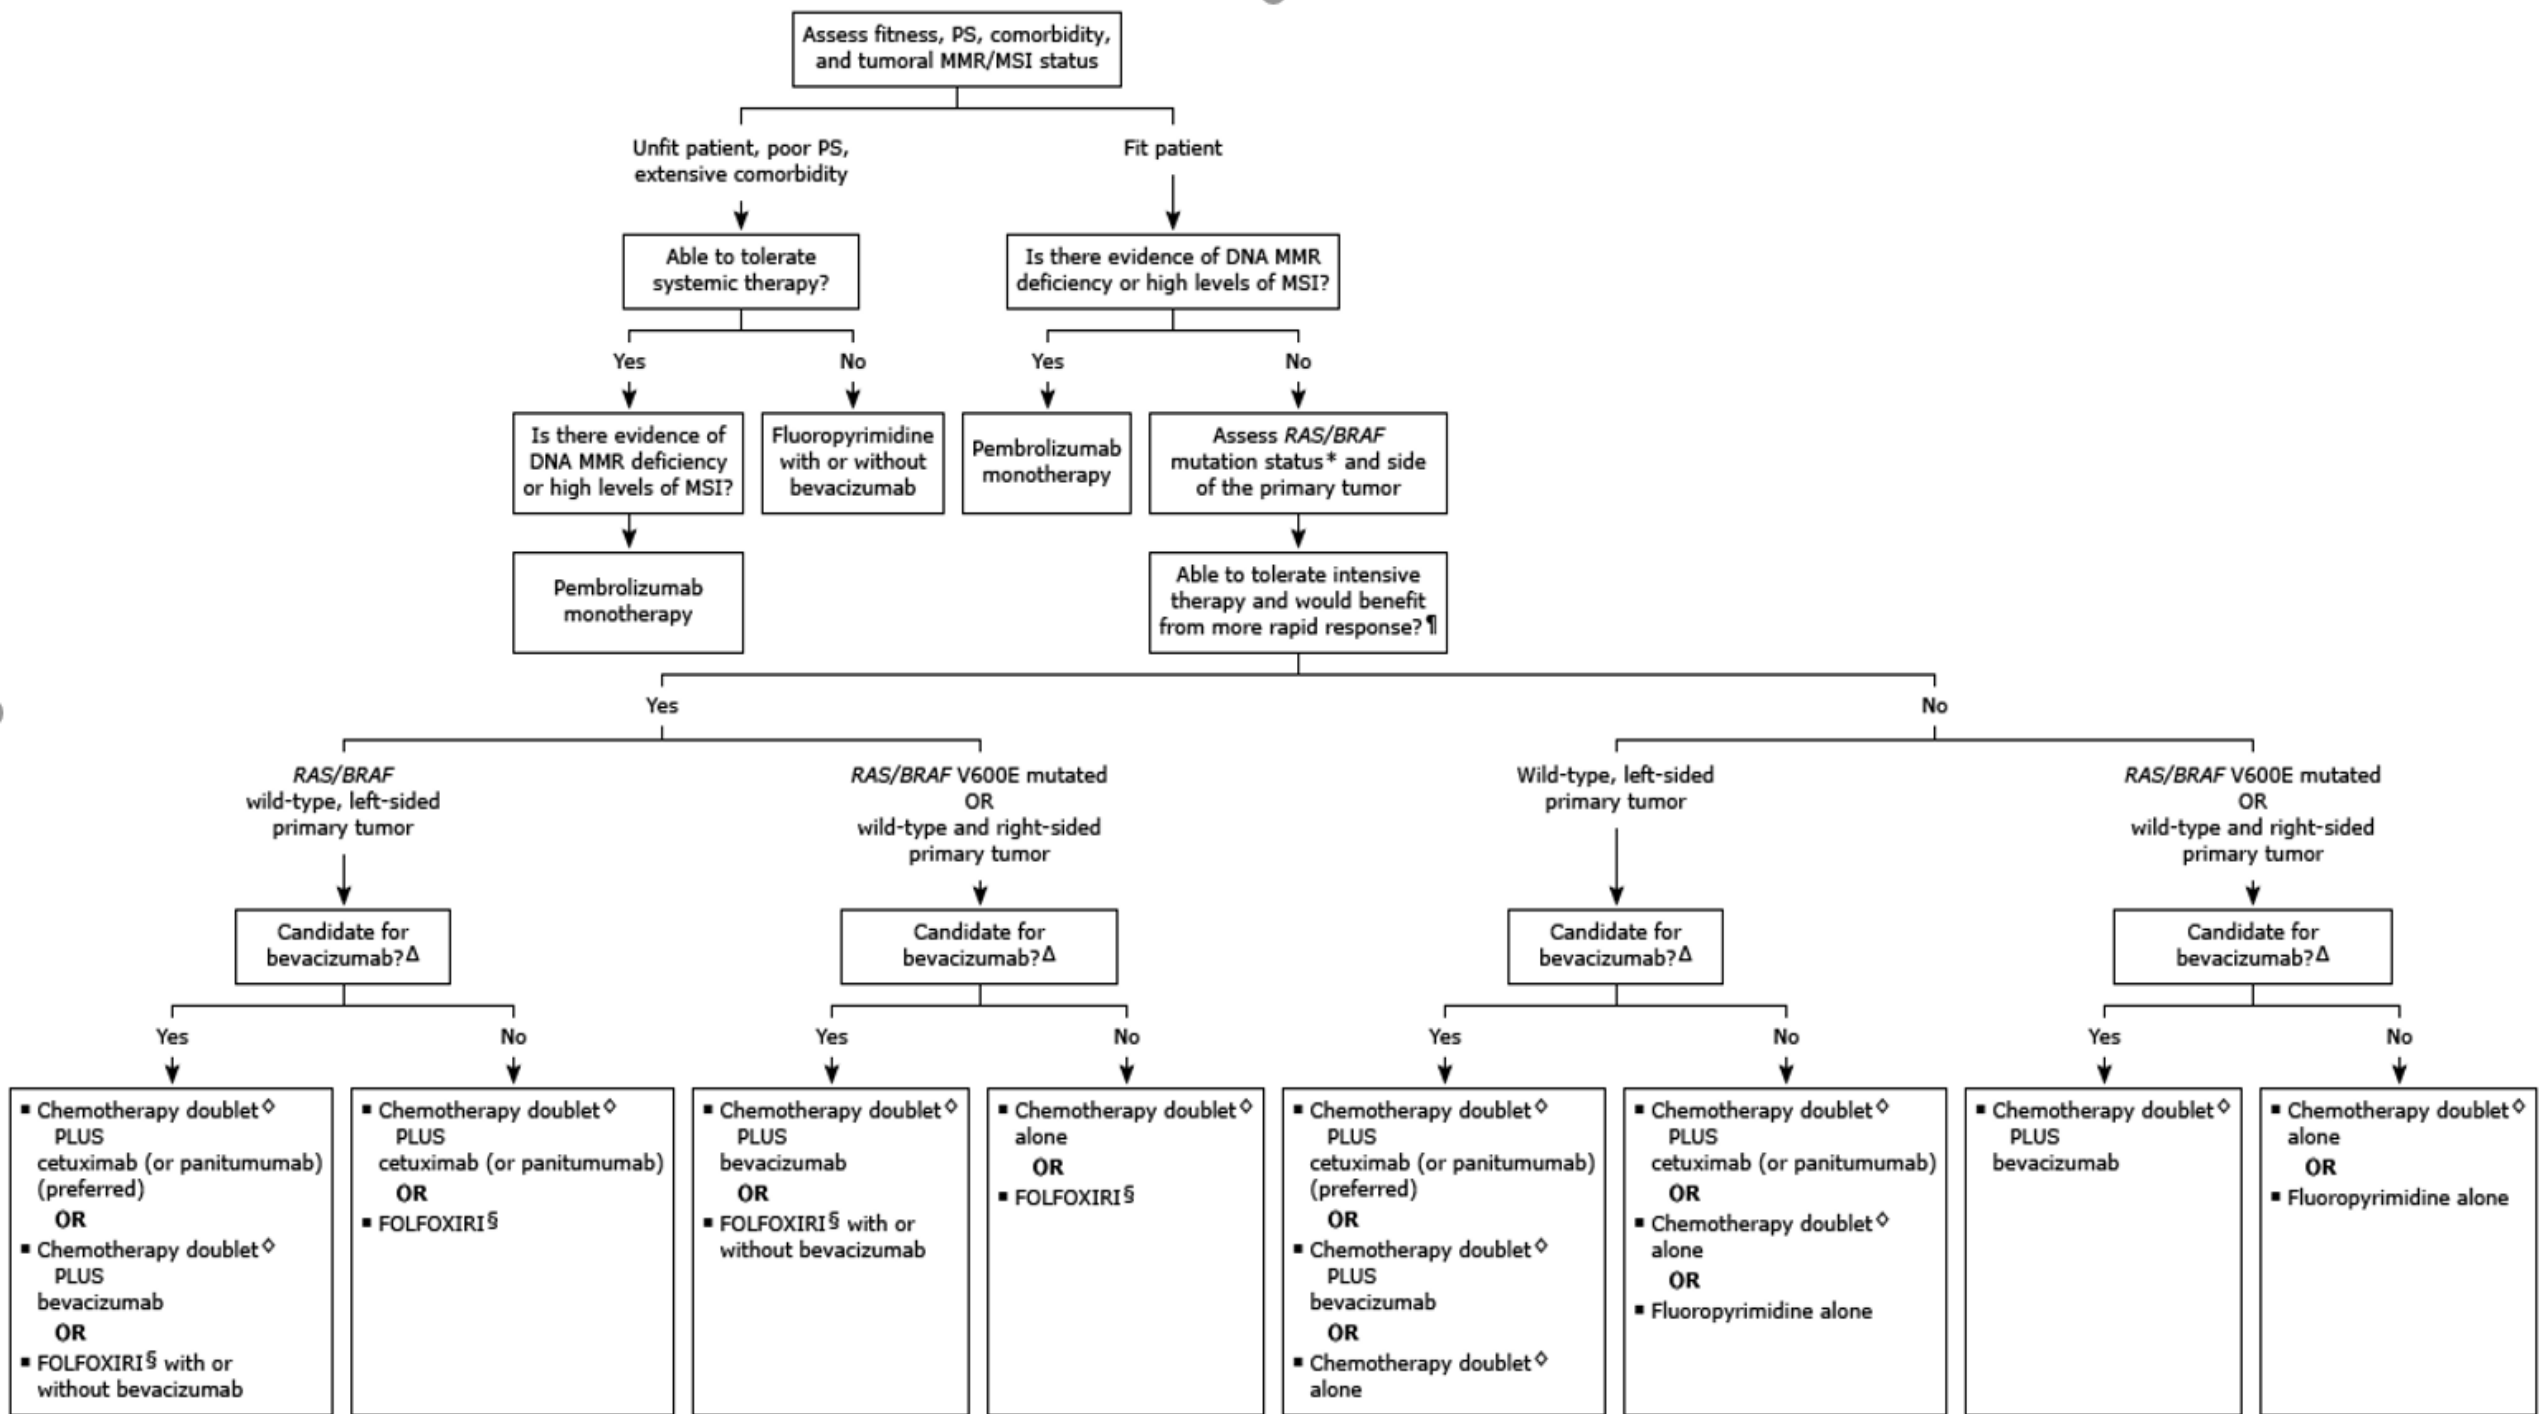 Assess fitness, PS, comorbidity,
and tumoral MMR/MSI status
Unfit patient, poor PS,
extensive comorbidity
Fit patient
Able to tolerate
systemic therapy?
Is there evidence of DNA MMR
deficiency or high levels of MSI?
Yes
No
Yes
No
Is there evidence of
DNA MMR deficiency
or high levels of MSI?
Fluoropyrimidine
with or without
bevacizumab
Pembrolizumab
monotherapy
Assess RAS/BRAF
mutation status* and side
of the primary tumor
Pembrolizumab
monotherapy
Able to tolerate intensive
therapy and would benefit
from more rapid response?¶
Yes
No
RAS/BRAF
wild-type, left-sided
primary tumor
RAS/BRAF V600E mutated
OR
wild-type and right-sided
primary tumor
Wild-type, left-sided
primary tumor
RAS/BRAF V600E mutated
OR
wild-type and right-sided
primary tumor
Candidate for
bevacizumab?Δ
Candidate for
bevacizumab?Δ
Candidate for
bevacizumab?Δ
Candidate for
bevacizumab?Δ
Yes
No
Yes
No
Yes
No
Yes
No
▪ Chemotherapy doublet◊
PLUS
cetuximab (or panitumumab)
(preferred)
OR
▪ Chemotherapy doublet◊
PLUS
bevacizumab
OR
▪ FOLFOXIRI§ with or
without bevacizumab
▪ Chemotherapy doublet◊
PLUS
cetuximab (or panitumumab)
OR
▪ FOLFOXIRI§
▪ Chemotherapy doublet◊
PLUS
bevacizumab
OR
▪ FOLFOXIRI§ with or
without bevacizumab
▪ Chemotherapy doublet◊
alone
OR
▪ FOLFOXIRI§
▪ Chemotherapy doublet◊
PLUS
cetuximab (or panitumumab)
(preferred)
OR
▪ Chemotherapy doublet◊
PLUS
bevacizumab
OR
▪ Chemotherapy doublet◊
alone
▪ Chemotherapy doublet◊
PLUS
cetuximab (or panitumumab)
OR
▪ Chemotherapy doublet◊
alone
OR
▪ Fluoropyrimidine alone
▪ Chemotherapy doublet◊
PLUS
bevacizumab
▪ Chemotherapy doublet◊
alone
OR
▪ Fluoropyrimidine alone